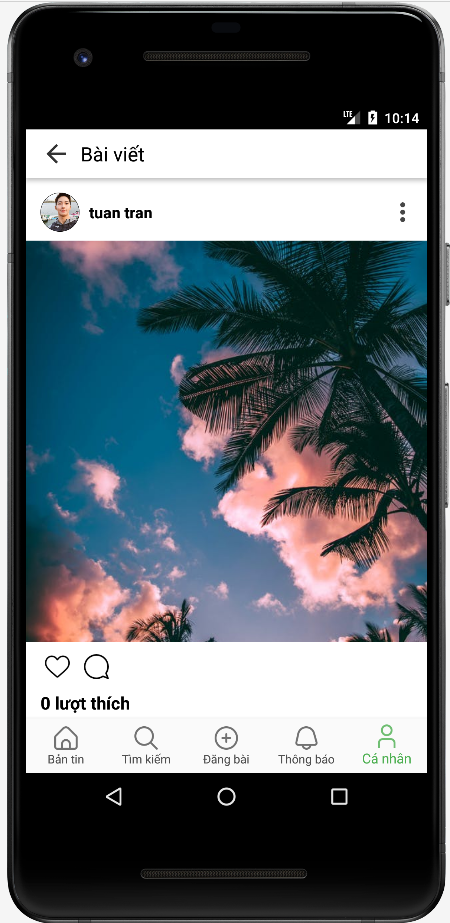 LTE 10:14
Bài viết
tuan tran
0 lượt thích
Bản tin Tìm kiếm Đăng bài Thông báo Cá nhân